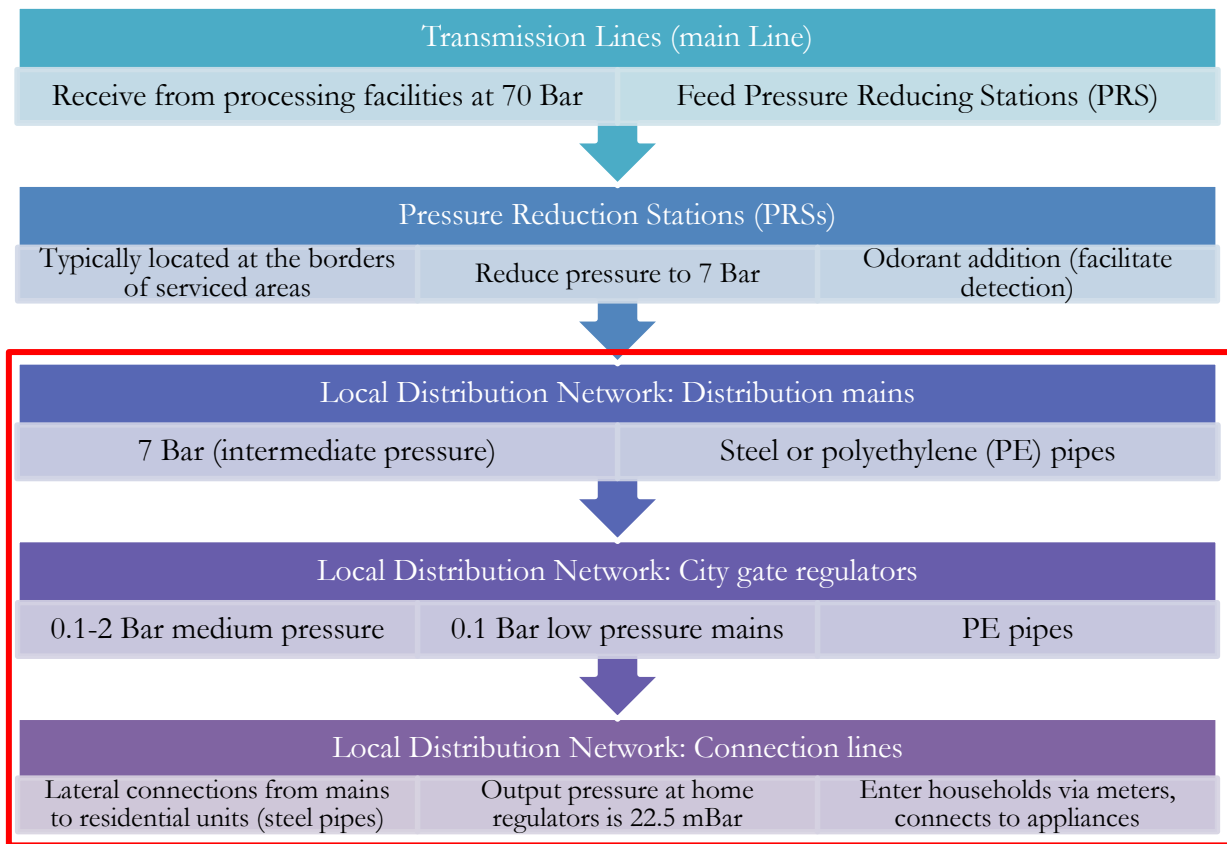 Transmission Lines (main Line)
Receive from processing facilities at 70 Bar
Feed Pressure Reducing Stations (PRS)
Pressure Reduction Stations (PRSs)
Typically located at the borders
of serviced areas
Reduce pressure to 7 Bar
Odorant addition (facilitate
detection)
Local Distribution Network: Distribution mains
7 Bar (intermediate pressure)
Steel or polyethylene (PE) pipes
Local Distribution Network: City gate regulators
0.1-2 Bar medium pressure
0.1 Bar low pressure mains
PE pipes
Local Distribution Network: Connection lines
Lateral connections from mains
to residential units (steel pipes)
Output pressure at home
regulators is 22.5 mBar
Enter households via meters,
connects to appliances